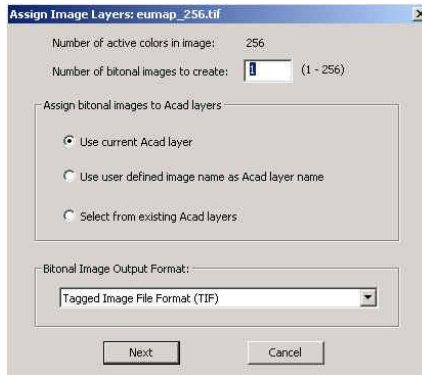 Assign Image Layers: eumap_256.tif
Number of active colors in image: 256
Number of bitonal images to create: 1 (1 - 256)
Assign bitonal images to Acad layers
Use current Acad layer
Use user defined image name as Acad layer name
Select from existing Acad layers
Bitonal Image Output Format:
Tagged Image File Format (TIF)
Next Cancel